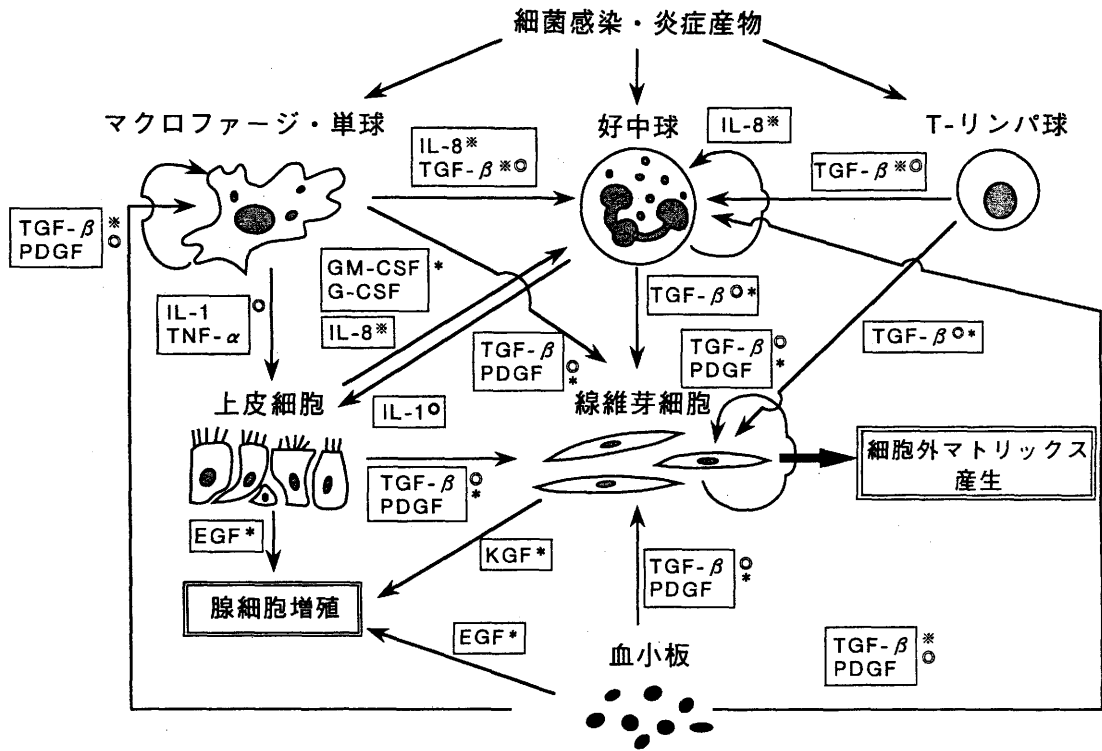 細菌感染・炎症産物
マクロファージ・単球
好中球
T-リンパ球
IL-8※
TGF-β※◎
IL-8※
TGF-β※◎
TGF-β※
PDGF◎
GM-CSF*
G-CSF
IL-8※
IL-1◎
TNF-α
TGF-β◎*
TGF-β◎
PDGF*
TGF-β◎
PDGF*
TGF-β◎*
上皮細胞
IL-1◎
線維芽細胞
細胞外マトリックス
産生
TGF-β◎
PDGF*
EGF*
KGF*
TGF-β◎
PDGF*
腺細胞増殖
EGF*
血小板
TGF-β※
PDGF◎